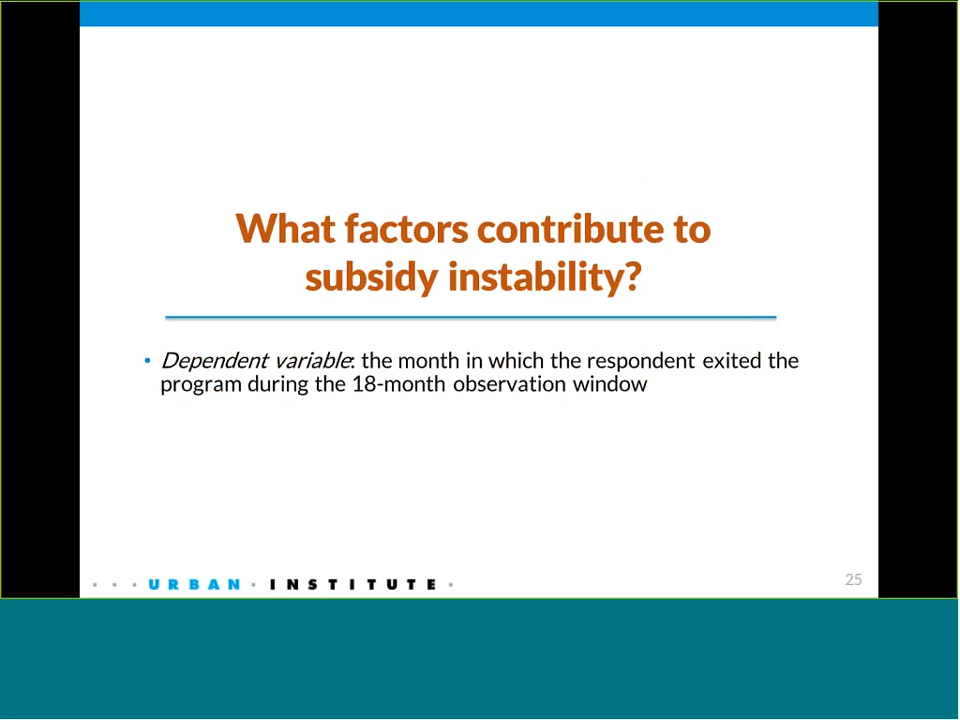 What factors contribute to
subsidy instability?
• Dependent variable: the month in which the respondent exited the
program during the 18-month observation window
URBAN INSTITUTE
25